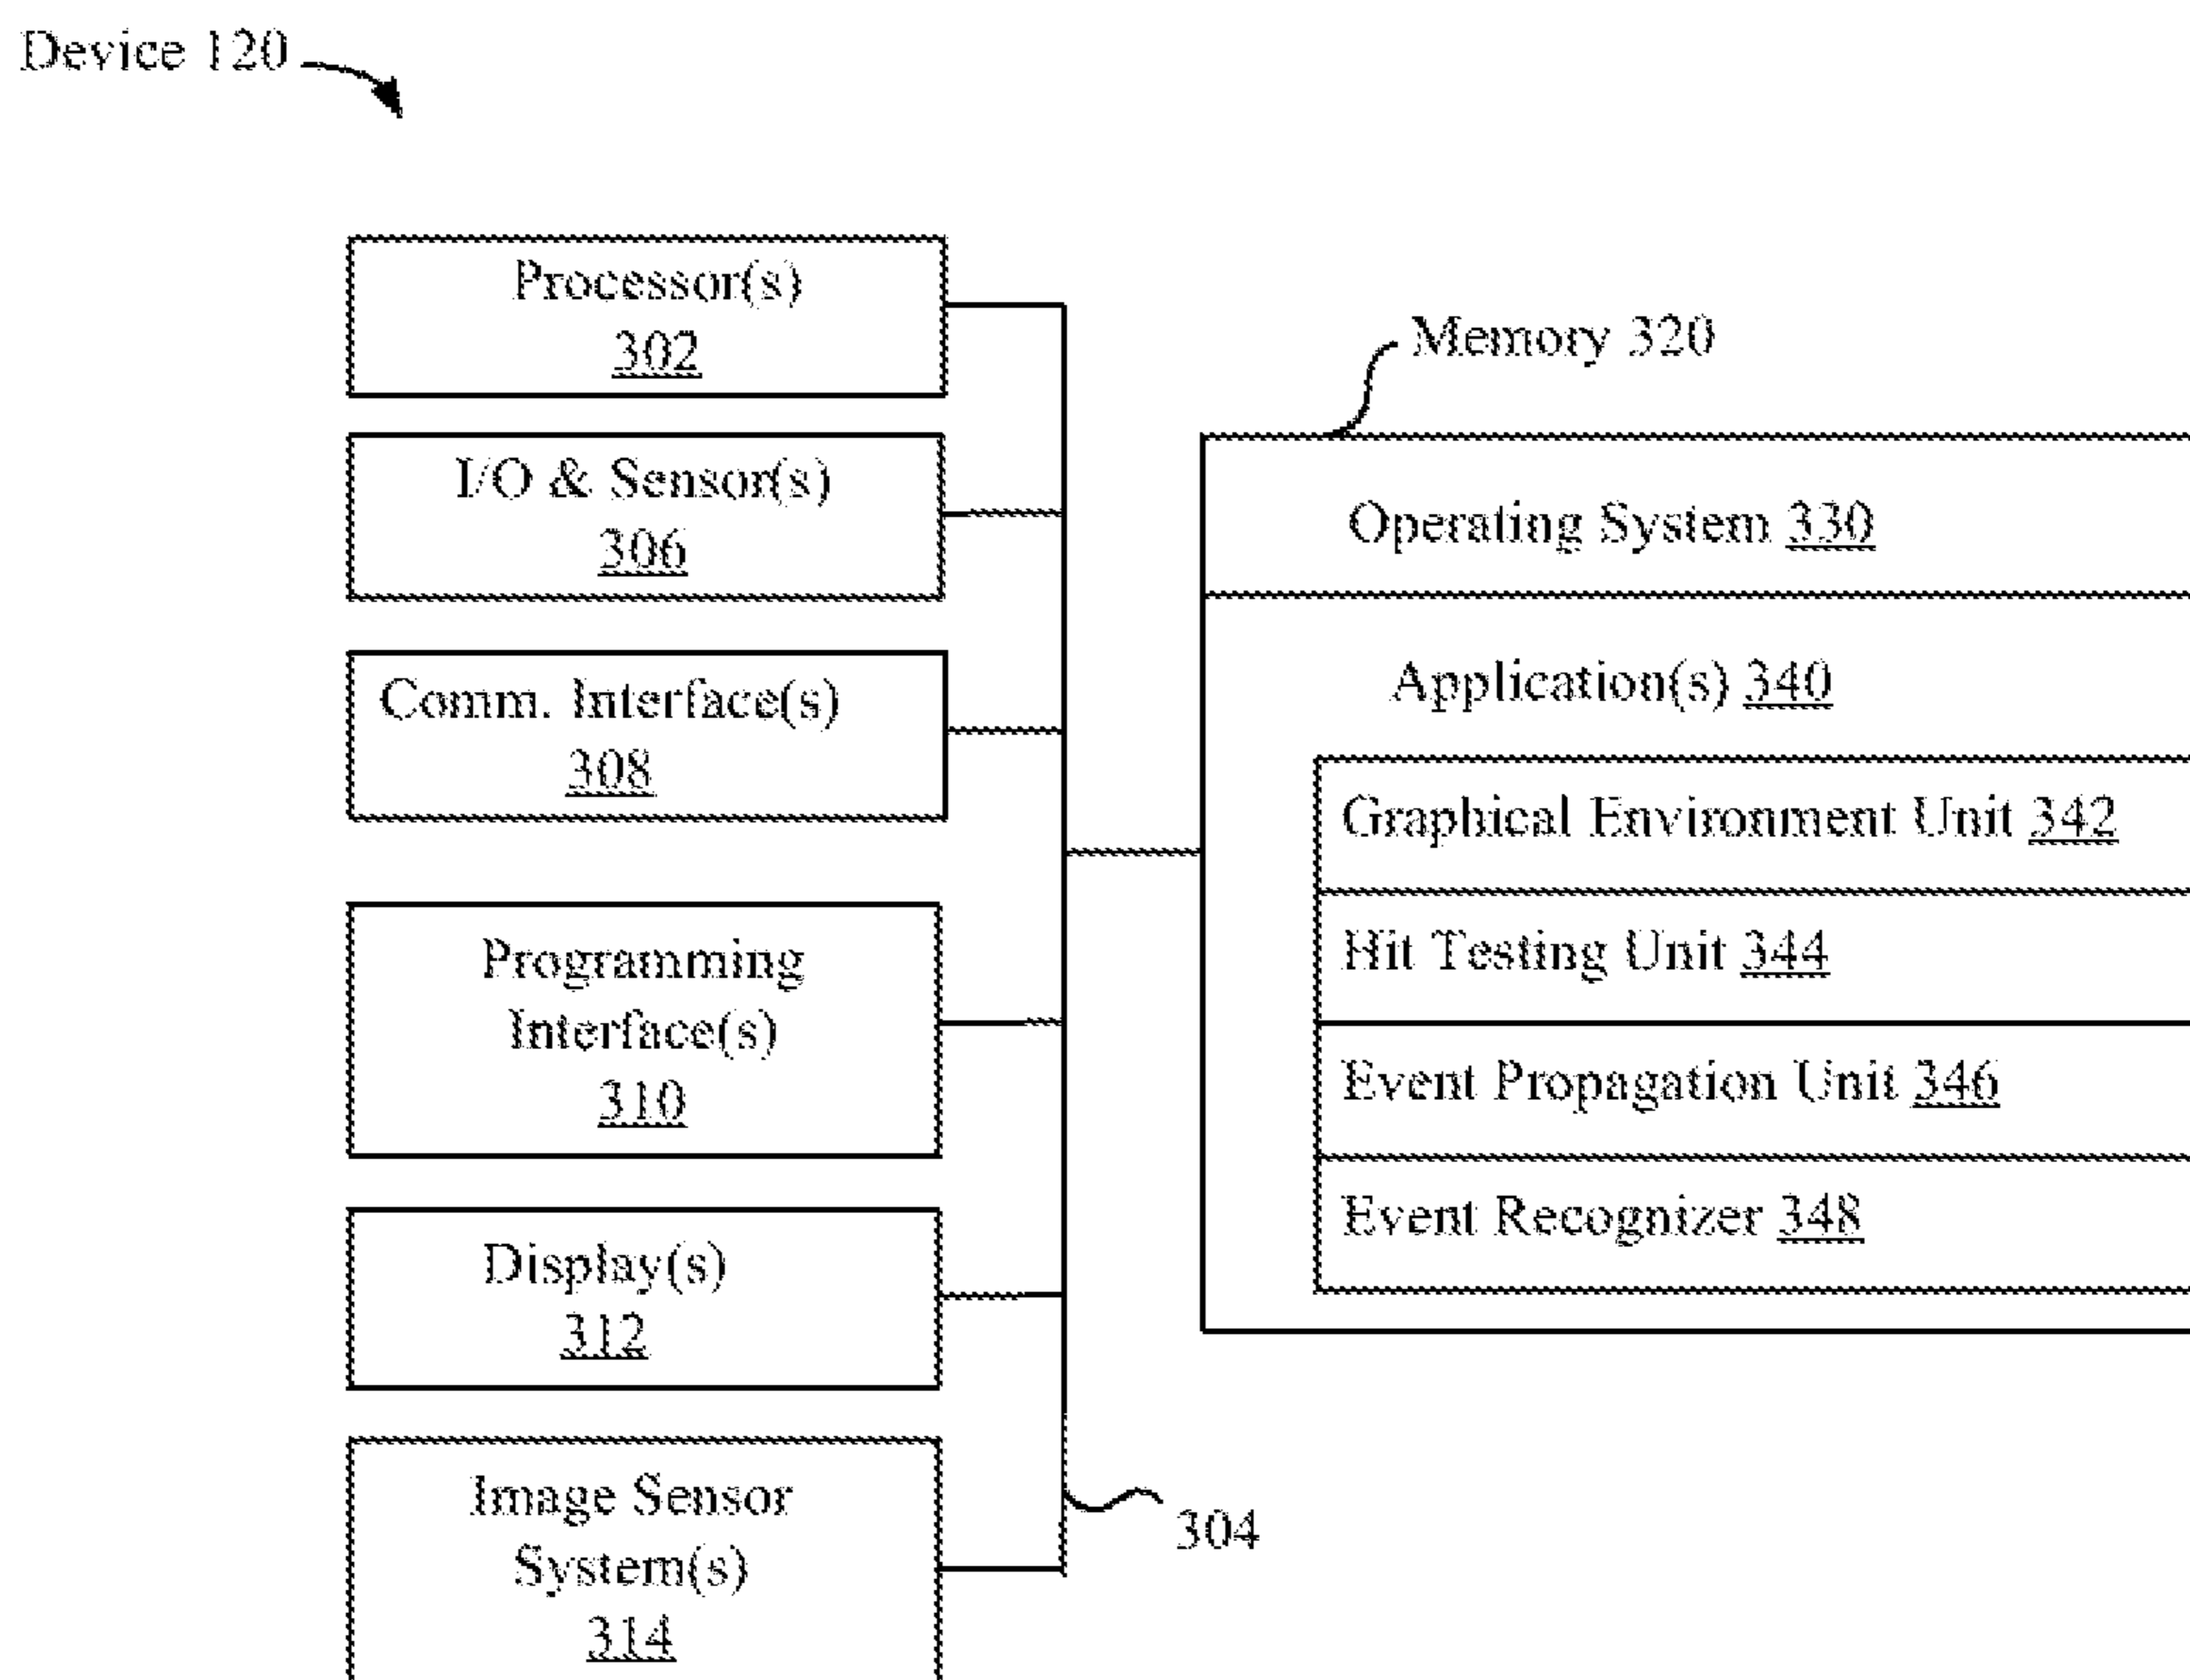 Device 120
Processor(s)
302
I/O & Sensor(s)
306
Comm. Interface(s)
308
Programming
Interface(s)
310
Display(s)
312
Image Sensor
System(s)
314
304
Memory 320
Operating System 330
Application(s) 340
Graphical Environment Unit 342
Hit Testing Unit 344
Event Propagation Unit 346
Event Recognizer 348